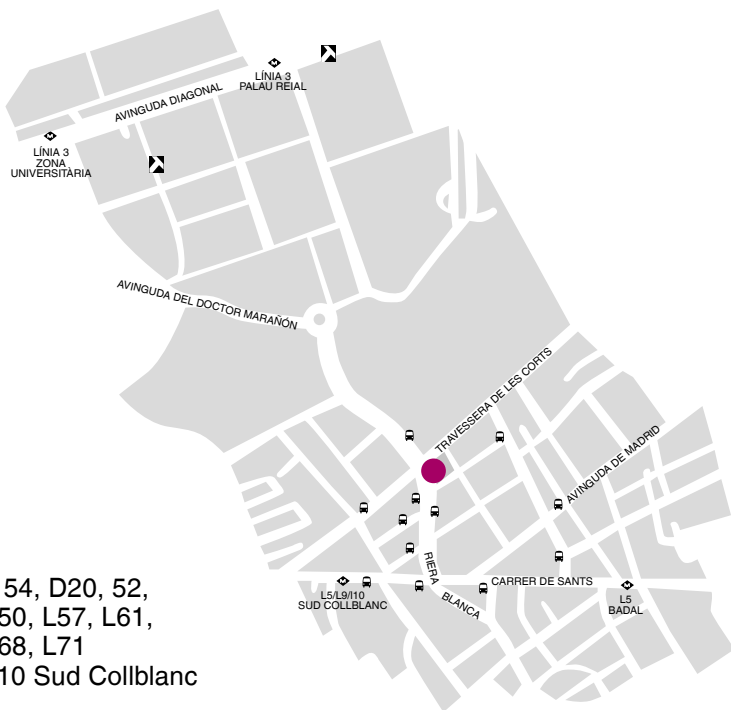 LÍNIA 3
PALAU REIAL
AVINGUDA DIAGONAL
LÍNIA 3
ZONA
UNIVERSITÀRIA
AVINGUDA DEL DOCTOR MARAÑÓN
TRAVESSERA DE LES CORTS
AVINGUDA DE MADRID
RIERA
BLANCA
CARRER DE SANTS
L5/L9/l10
SUD COLLBLANC
L5
BADAL
54, D20, 52,
50, L57, L61,
68, L71
10 Sud Collblanc